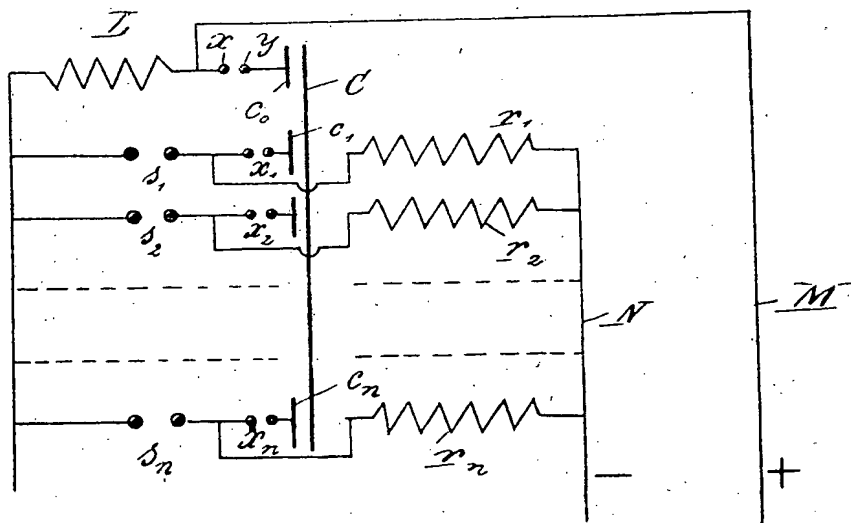 I
x y
C
c₀
c₁
r₁
s₁
x₁
s₂
x₂
r₂
N
M
cₙ
sₙ
xₙ
rₙ
− +